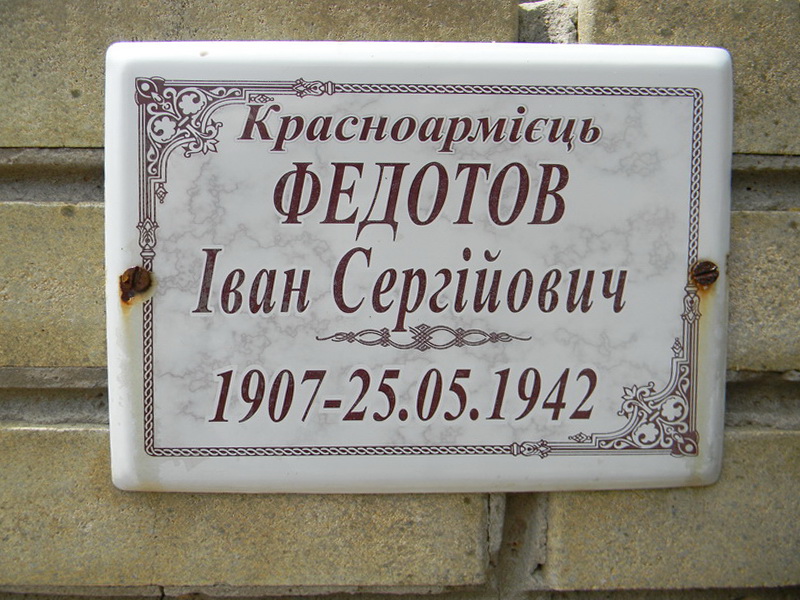 Красноармієць
ФЕДОТОВ
Іван Сергійович
1907-25.05.1942